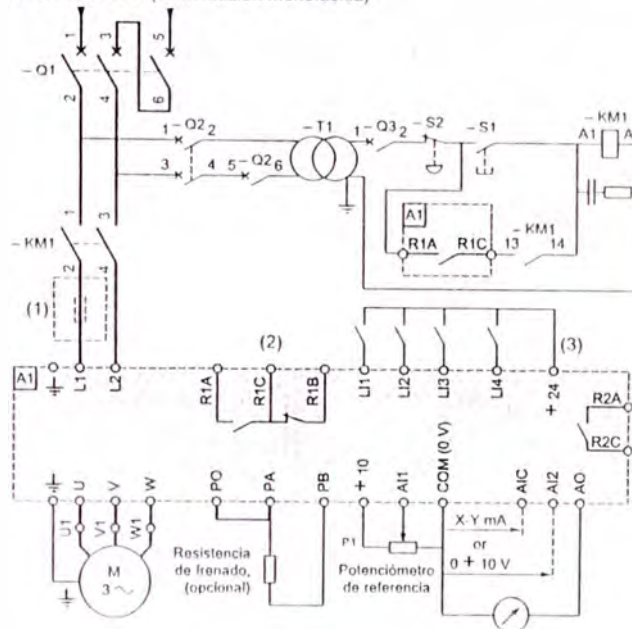 1 3 5
– Q1
2 4 6
1 –Q2 2 – T1 1 –Q3 2 – S2 – S1 – KM1
A1 A
3 4 5 –Q2 6
A1
1 3
– KM1
R1A R1C 13 –KM1 14
2 4
(1) (2) (3)
A1 L1 L2 R1A R1C R1B LI1 LI2 LI3 LI4 + 24
R2A
R2C
U V W PO PA PB + 10 AI1 COM (0 V) AIC AI2 AO
U1 V1 W1
X-Y mA
or
0 + 10 V
P1
M
3 ~
Resistencia
de frenado,
(opcional)
Potenciómetro
de referencia